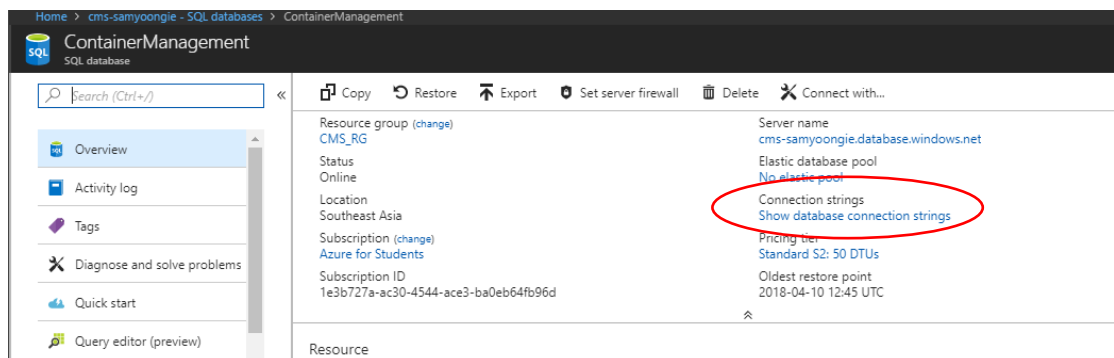 Home > cms-samyoongie - SQL databases > ContainerManagement
SQL
ContainerManagement
SQL database
Search (Ctrl+/)
«
Overview
Activity log
Tags
Diagnose and solve problems
Quick start
Query editor (preview)
Copy Restore Export Set server firewall Delete Connect with...
Resource group (change)
CMS_RG
Status
Online
Location
Southeast Asia
Subscription (change)
Azure for Students
Subscription ID
1e3b727a-ac30-4544-ace3-ba0eb64fb96d
Server name
cms-samyoongie.database.windows.net
Elastic database pool
No elastic pool
Connection strings
Show database connection strings
Pricing tier
Standard S2: 50 DTUs
Oldest restore point
2018-04-10 12:45 UTC
Resource